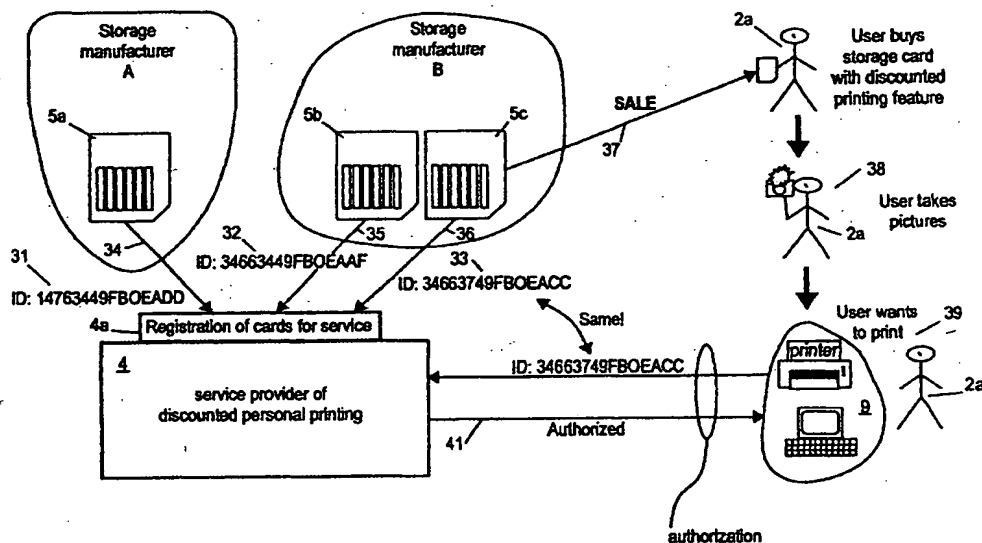 Storage
manufacturer
A
5a
34
Storage
manufacturer
B
5b
5c
35
36
SALE
37
2a
User buys
storage card
with discounted
printing feature
38
User takes
pictures
2a
31
ID: 14763449FBOEADD
32
ID: 34663449FBOEAAF
33
ID: 34663749FBOEACC
Same!
4a
Registration of cards for service
4
service provider of
discounted personal printing
ID: 34663749FBOEACC
41
Authorized
authorization
User wants
to print
39
printer
9
2a